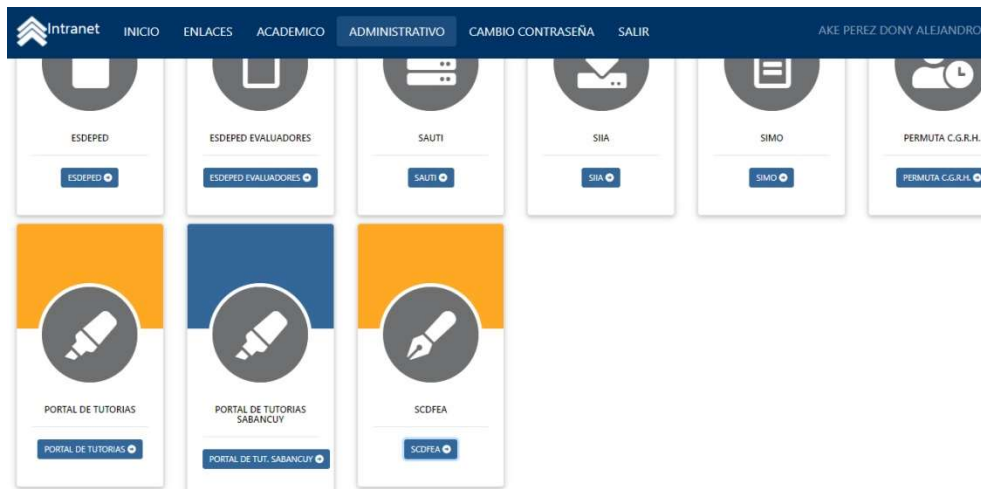 Intranet INICIO ENLACES ACADEMICO ADMINISTRATIVO CAMBIO CONTRASEÑA SALIR AKE PEREZ DONY ALEJANDRO
ESDEPED ESDEPED EVALUADORES SAUTI SIIA SIMO PERMUTA C.G.R.H.
ESDEPED ESDEPED EVALUADORES SAUTI SIIA SIMO PERMUTA C.G.R.H.
PORTAL DE TUTORIAS
PORTAL DE TUTORIAS
PORTAL DE TUTORIAS
SABANCUY
PORTAL DE TUT. SABANCUY
SCDFEA
SCDFEA